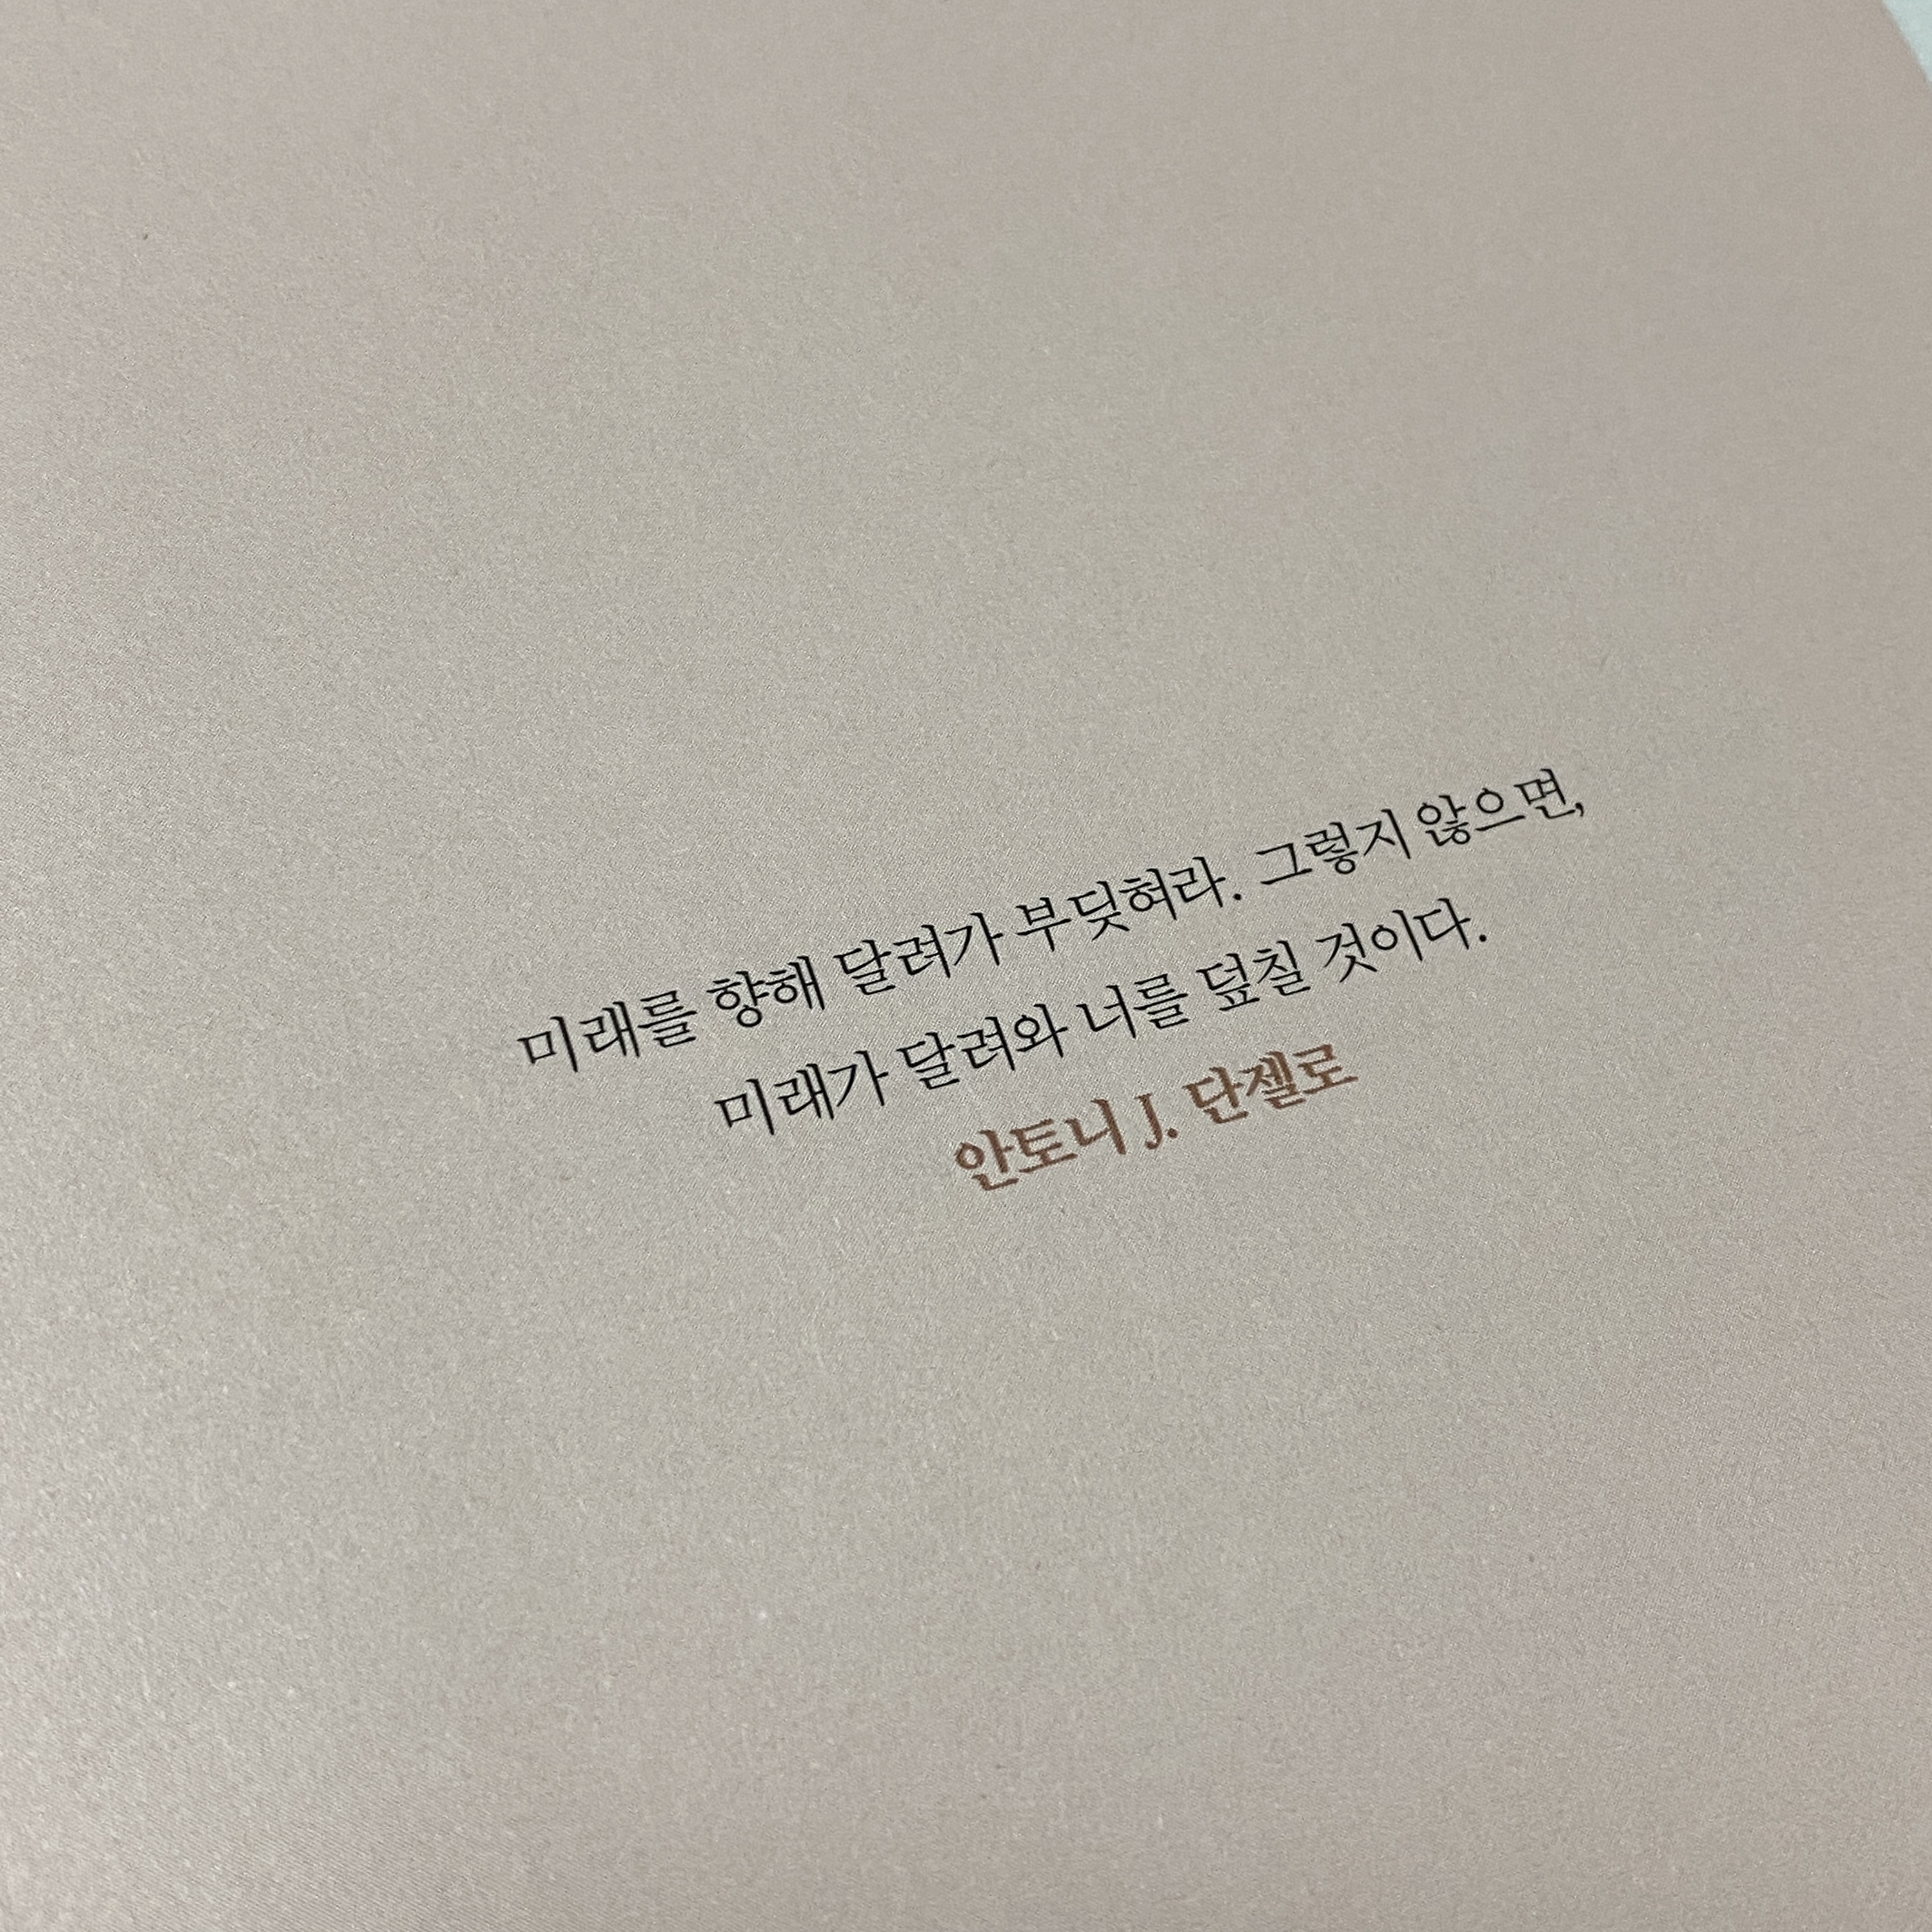 미래를 향해 달려가 부딪혀라. 그렇지 않으면,
미래가 달려와 너를 덮칠 것이다.
안토니 J. 단젤로